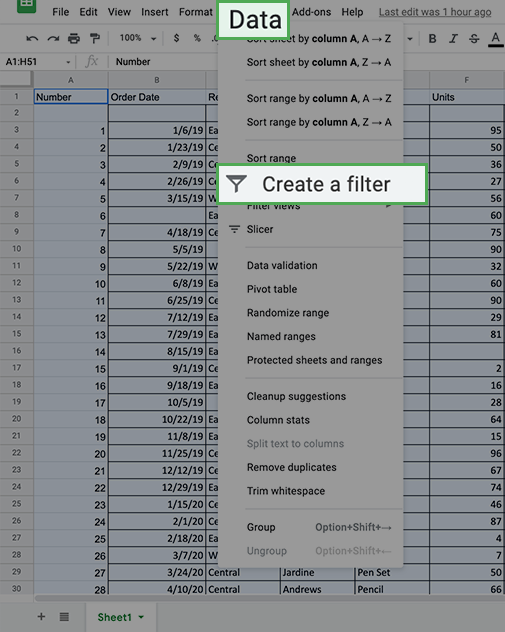 File Edit View Insert Format Data Add-ons Help Last edit was 1 hour ago
100% $ % .0 B I S A
A1:H51 fx Number
Sort sheet by column A, A → Z
Sort sheet by column A, Z → A
Sort range by column A, A → Z
Sort range by column A, Z → A
Sort range
Create a filter
Filter views
Slicer
Data validation
Pivot table
Randomize range
Named ranges
Protected sheets and ranges
Cleanup suggestions
Column stats
Split text to columns
Remove duplicates
Trim whitespace
Group Option+Shift+→
Ungroup Option+Shift+←
A B F
1 Number Order Date Re Units
2
3 1 1/6/19 Ea 95
4 2 1/23/19 Ce 50
5 3 2/9/19 Ce 36
6 4 2/26/19 Ce 27
7 5 3/15/19 W 56
8 6 Ea 60
9 7 4/18/19 Ce 75
10 8 5/5/19 90
11 9 5/22/19 W 32
12 10 6/8/19 Ea 60
13 11 6/25/19 Ce 90
14 12 7/12/19 Ea 29
15 13 7/29/19 Ea 81
16 14 8/15/19 Ea
17 15 9/1/19 Ce 2
18 16 9/18/19 Ea 16
19 17 10/5/19 28
20 18 10/22/19 Ea 64
21 19 11/8/19 Ea 15
22 20 11/25/19 Ce 96
23 21 12/12/19 Ce 67
24 22 12/29/19 Ea 74
25 23 1/15/20 Ce 46
26 24 2/1/20 Ce 87
27 25 2/18/20 Ea 4
28 26 3/7/20 W 7
29 27 3/24/20 Central Jardine Pen Set 50
30 28 4/10/20 Central Andrews Pencil 66
Sheet1